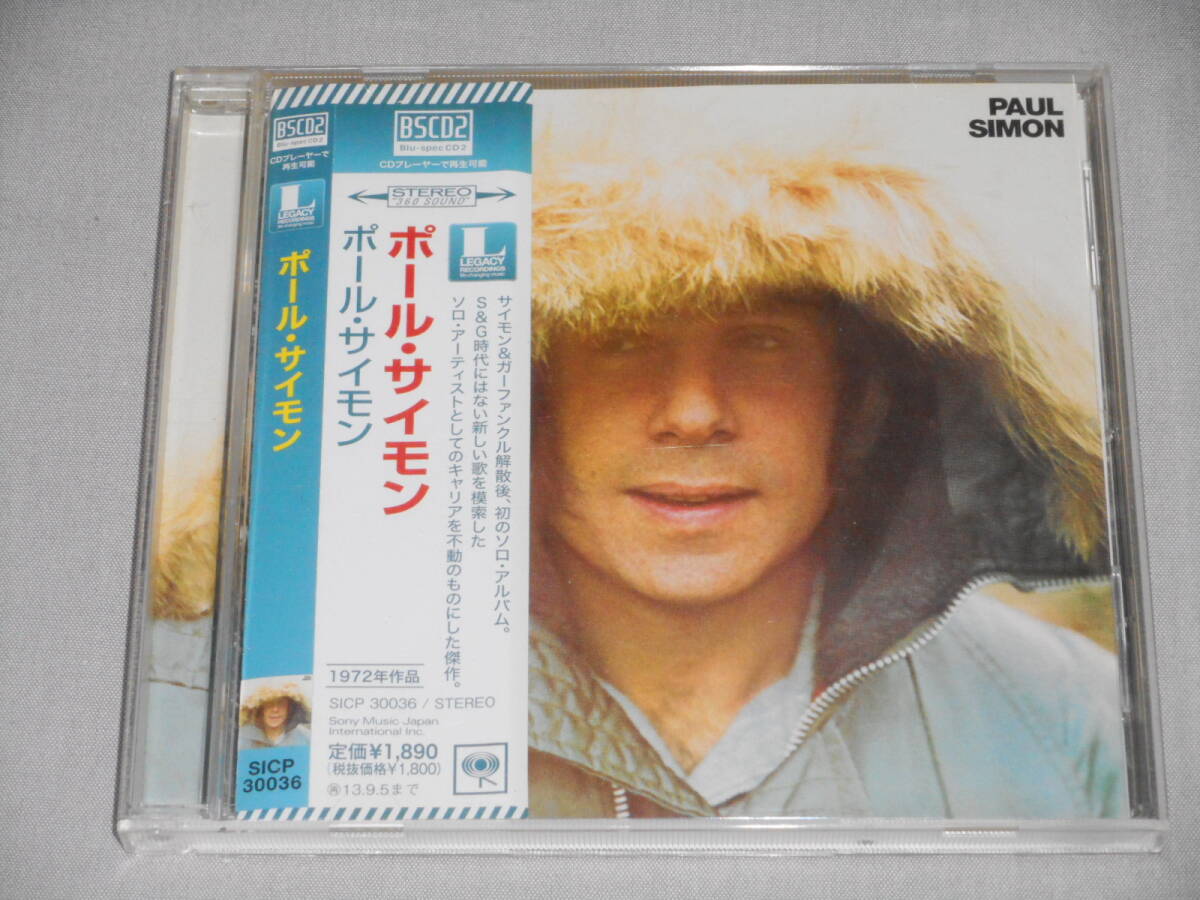 BSCD2
Blu-spec CD2
CDプレーヤーで
再生可能
L
LEGACY
RECORDINGS
ポール・サイモン
SICP
30036
BSCD2
Blu-spec CD2
CDプレーヤーで再生可能
STEREO
"360 SOUND"
L
LEGACY
RECORDINGS
サイモン&ガーファンクル解散後、初のソロ・アルバム。
S&G時代にはない新しい歌を模索した
ソロ・アーティストとしてのキャリアを不動のものにした傑作。
ポール・サイモン
ポール・サイモン
1972年作品
SICP 30036 / STEREO
Sony Music Japan
International Inc.
定価¥1,890
(税抜価格¥1,800)
再13.9.5まで
PAUL
SIMON